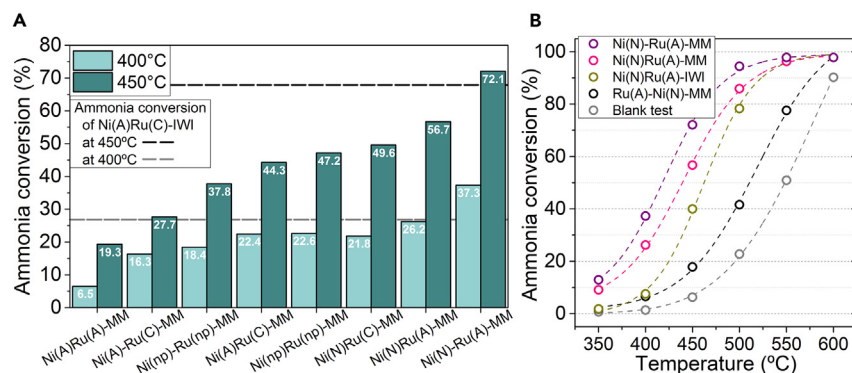 A
Ammonia conversion (%)
80
70
60
50
40
30
20
10
0
400°C
450°C
Ammonia conversion
of Ni(A)Ru(C)-IWI
at 450ºC
at 400ºC
6.5
19.3
16.3
27.7
18.4
37.8
22.4
44.3
22.6
47.2
21.8
49.6
26.2
56.7
37.3
72.1
Ni(A)Ru(A)-MM
Ni(A)-Ru(C)-MM
Ni(np)-Ru(np)-MM
Ni(A)Ru(C)-MM
Ni(np)Ru(np)-MM
Ni(N)Ru(C)-MM
Ni(N)Ru(A)-MM
Ni(N)-Ru(A)-MM
B
Ammonia conversion (%)
100
80
60
40
20
0
Ni(N)-Ru(A)-MM
Ni(N)Ru(A)-MM
Ni(N)Ru(A)-IWI
Ru(A)-Ni(N)-MM
Blank test
350 400 450 500 550 600
Temperature (ºC)